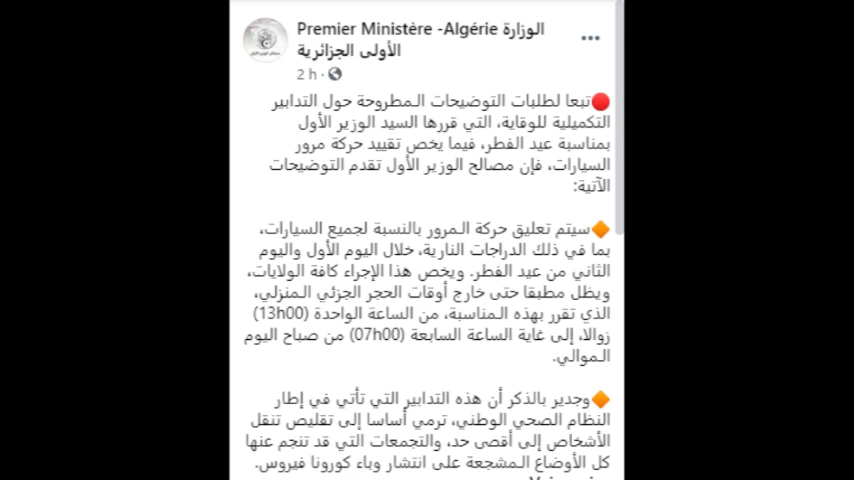 Premier Ministère -Algérie الوزارة
الأولى الجزائرية
2 h ·
تبعا لطلبات التوضيحات الـمطروحة حول التدابير
التكميلية للوقاية، التي قررها السيد الوزير الأول
بمناسبة عيد الفطر، فيما يخص تقييد حركة مرور
السيارات، فإن مصالح الوزير الأول تقدم التوضيحات
الآتية:
سيتم تعليق حركة الـمرور بالنسبة لجميع السيارات،
بما في ذلك الدراجات النارية، خلال اليوم الأول واليوم
الثاني من عيد الفطر. ويخص هذا الإجراء كافة الولايات،
ويظل مطبقا حتى خارج أوقات الحجر الجزئي الـمنزلي،
الذي تقرر بهذه الـمناسبة، من الساعة الواحدة (13h00)
زوالا، إلى غاية الساعة السابعة (07h00) من صباح اليوم
الـموالي.
وجدير بالذكر أن هذه التدابير التي تأتي في إطار
النظام الصحي الوطني، ترمي أساسا إلى تقليص تنقل
الأشخاص إلى أقصى حد، والتجمعات التي قد تنجم عنها
كل الأوضاع الـمشجعة على انتشار وباء كورونا فيروس.